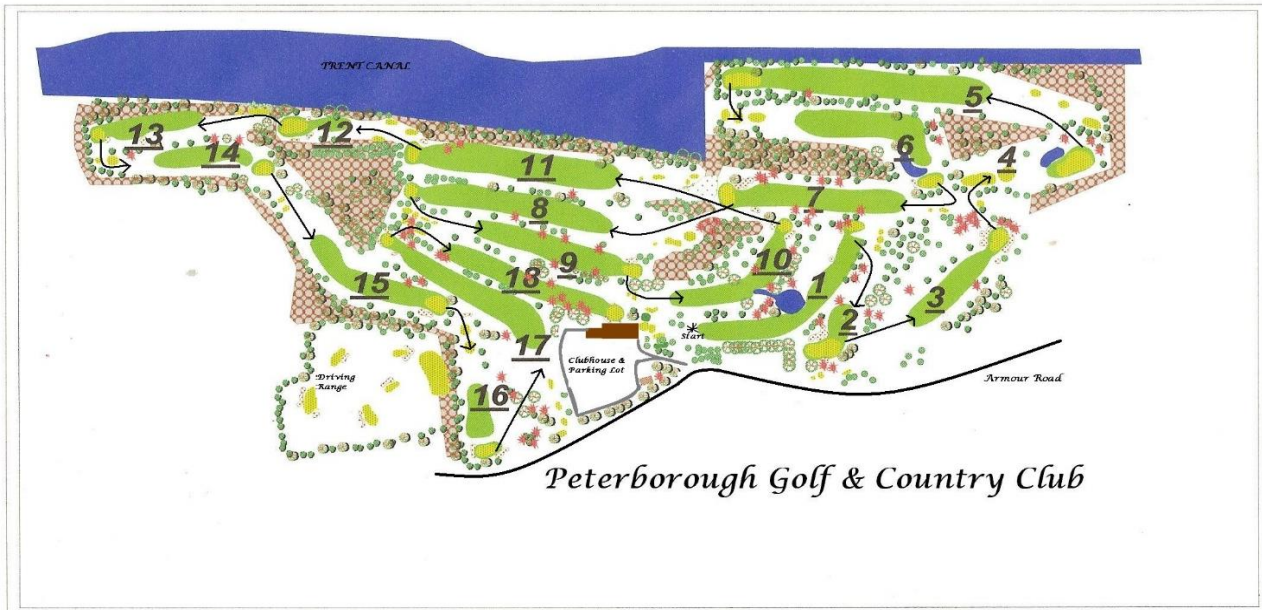 TRENT CANAL
5
13
12
14
6
4
11
7
8
10
9
18
1
3
15
2
Start
17
Clubhouse &
Parking Lot
Driving
Range
Armour Road
16
Peterborough Golf & Country Club